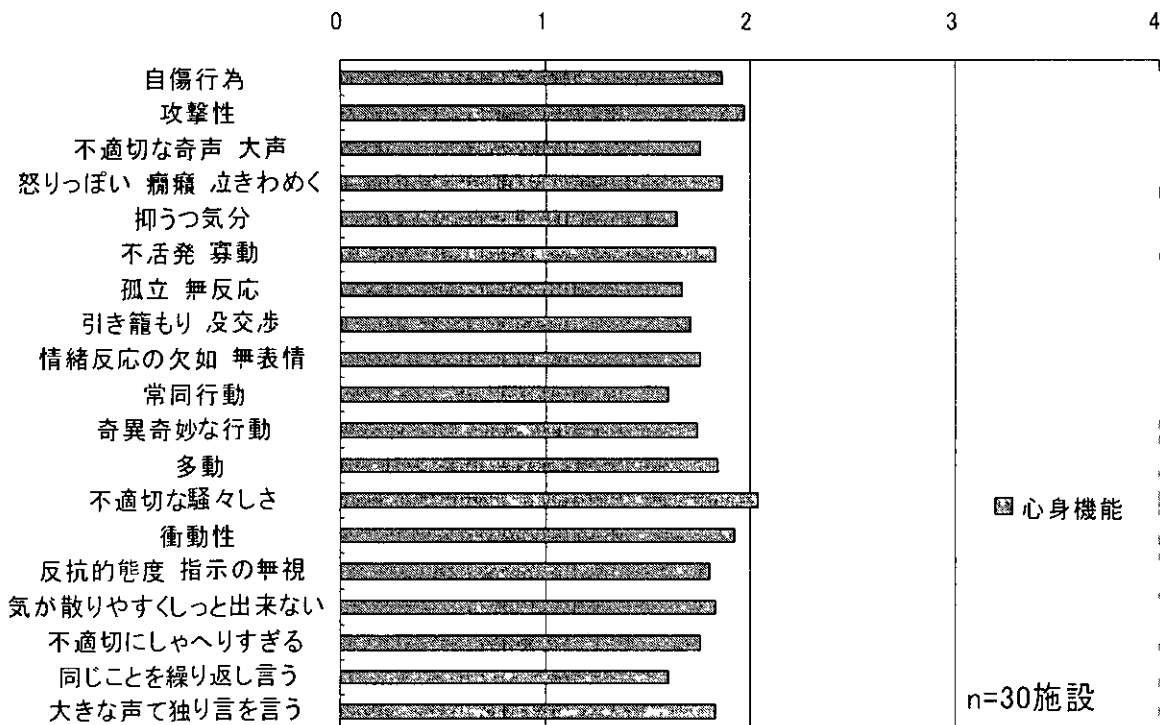 0 1 2 3 4
自傷行為
攻撃性
不適切な奇声 大声
怒りっぽい 癇癪 泣きわめく
抑うつ気分
不活発 寡動
孤立 無反応
引き籠もり 没交渉
情緒反応の欠如 無表情
常同行動
奇異奇妙な行動
多動
不適切な騒々しさ
心身機能
衝動性
反抗的態度 指示の無視
気が散りやすくしっと出来ない
不適切にしゃへりすぎる
同じことを繰り返し言う
大きな声て独り言を言う
n=30施設